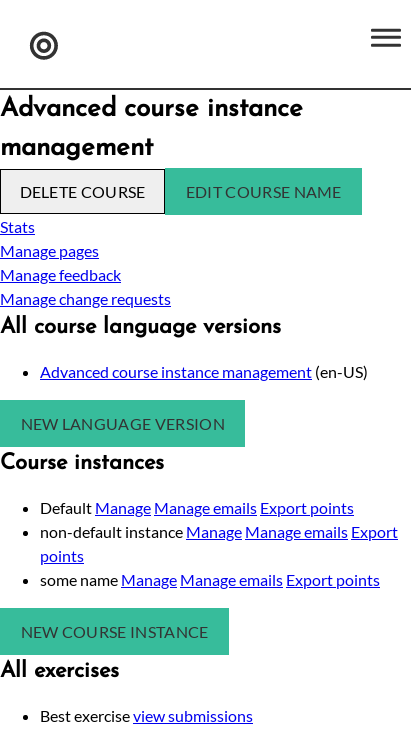 Advanced course instance
management
DELETE COURSE EDIT COURSE NAME
Stats
Manage pages
Manage feedback
Manage change requests
All course language versions
Advanced course instance management (en-US)
NEW LANGUAGE VERSION
Course instances
Default Manage Manage emails Export points
non-default instance Manage Manage emails Export
points
some name Manage Manage emails Export points
NEW COURSE INSTANCE
All exercises
Best exercise view submissions